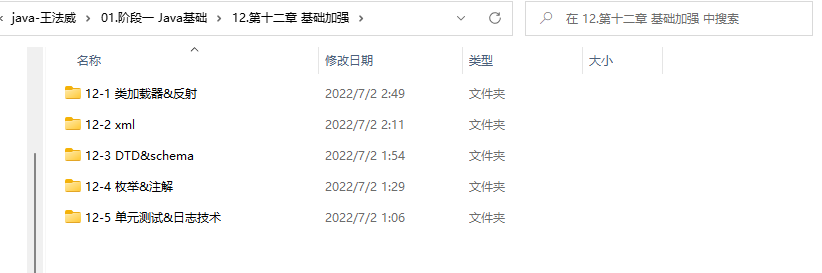 java-王法威 > 01.阶段一 Java基础 > 12.第十二章 基础加强 > 在 12.第十二章 基础加强 中搜索
名称 修改日期 类型 大小
12-1 类加载器&反射 2022/7/2 2:49 文件夹
12-2 xml 2022/7/2 2:11 文件夹
12-3 DTD&schema 2022/7/2 1:54 文件夹
12-4 枚举&注解 2022/7/2 1:29 文件夹
12-5 单元测试&日志技术 2022/7/2 1:06 文件夹